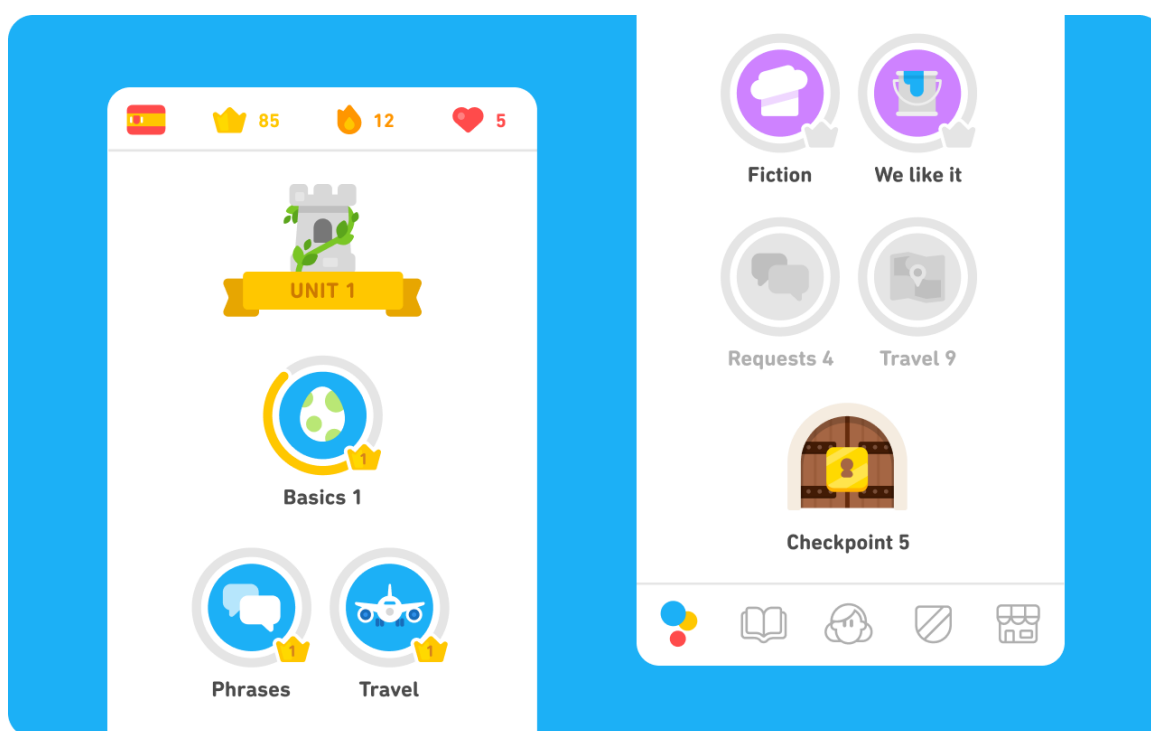 85
12
5
UNIT 1
1
Basics 1
1
1
Phrases
Travel
Fiction
We like it
Requests 4
Travel 9
Checkpoint 5